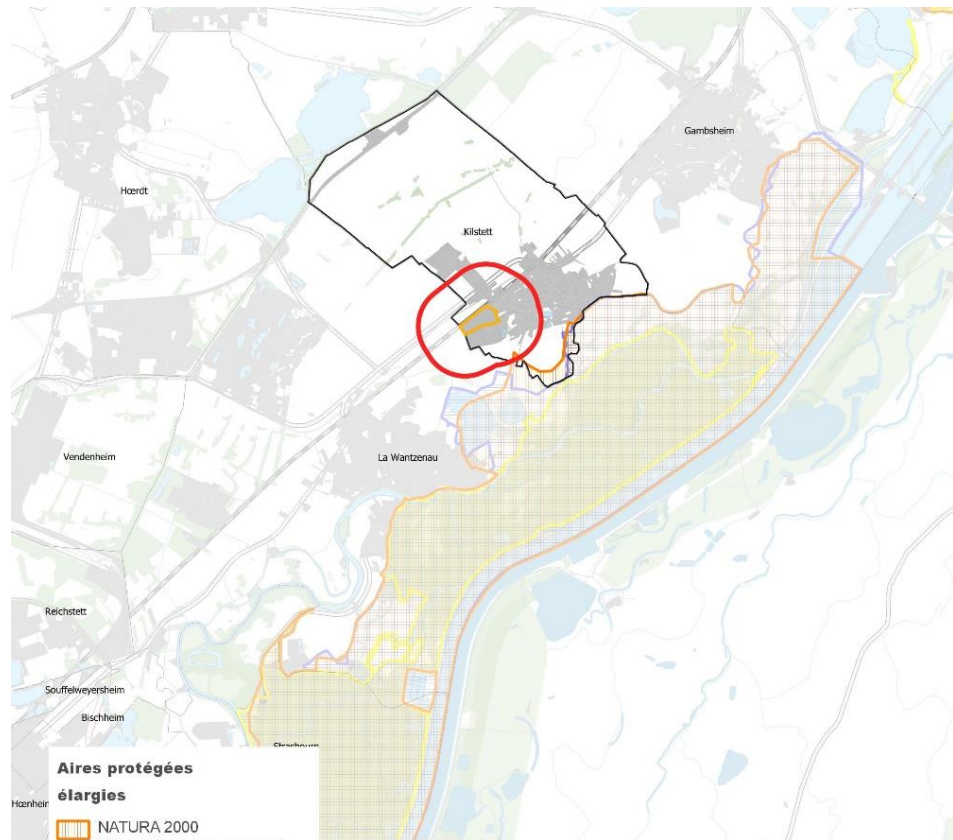 Gambsheim
Hœrdt
Kilstett
Vendenheim
La Wantzenau
Reichstett
Souffelweyersheim
Bischheim
Strasbourg
Aires protégées
élargies
Hœnheim
NATURA 2000